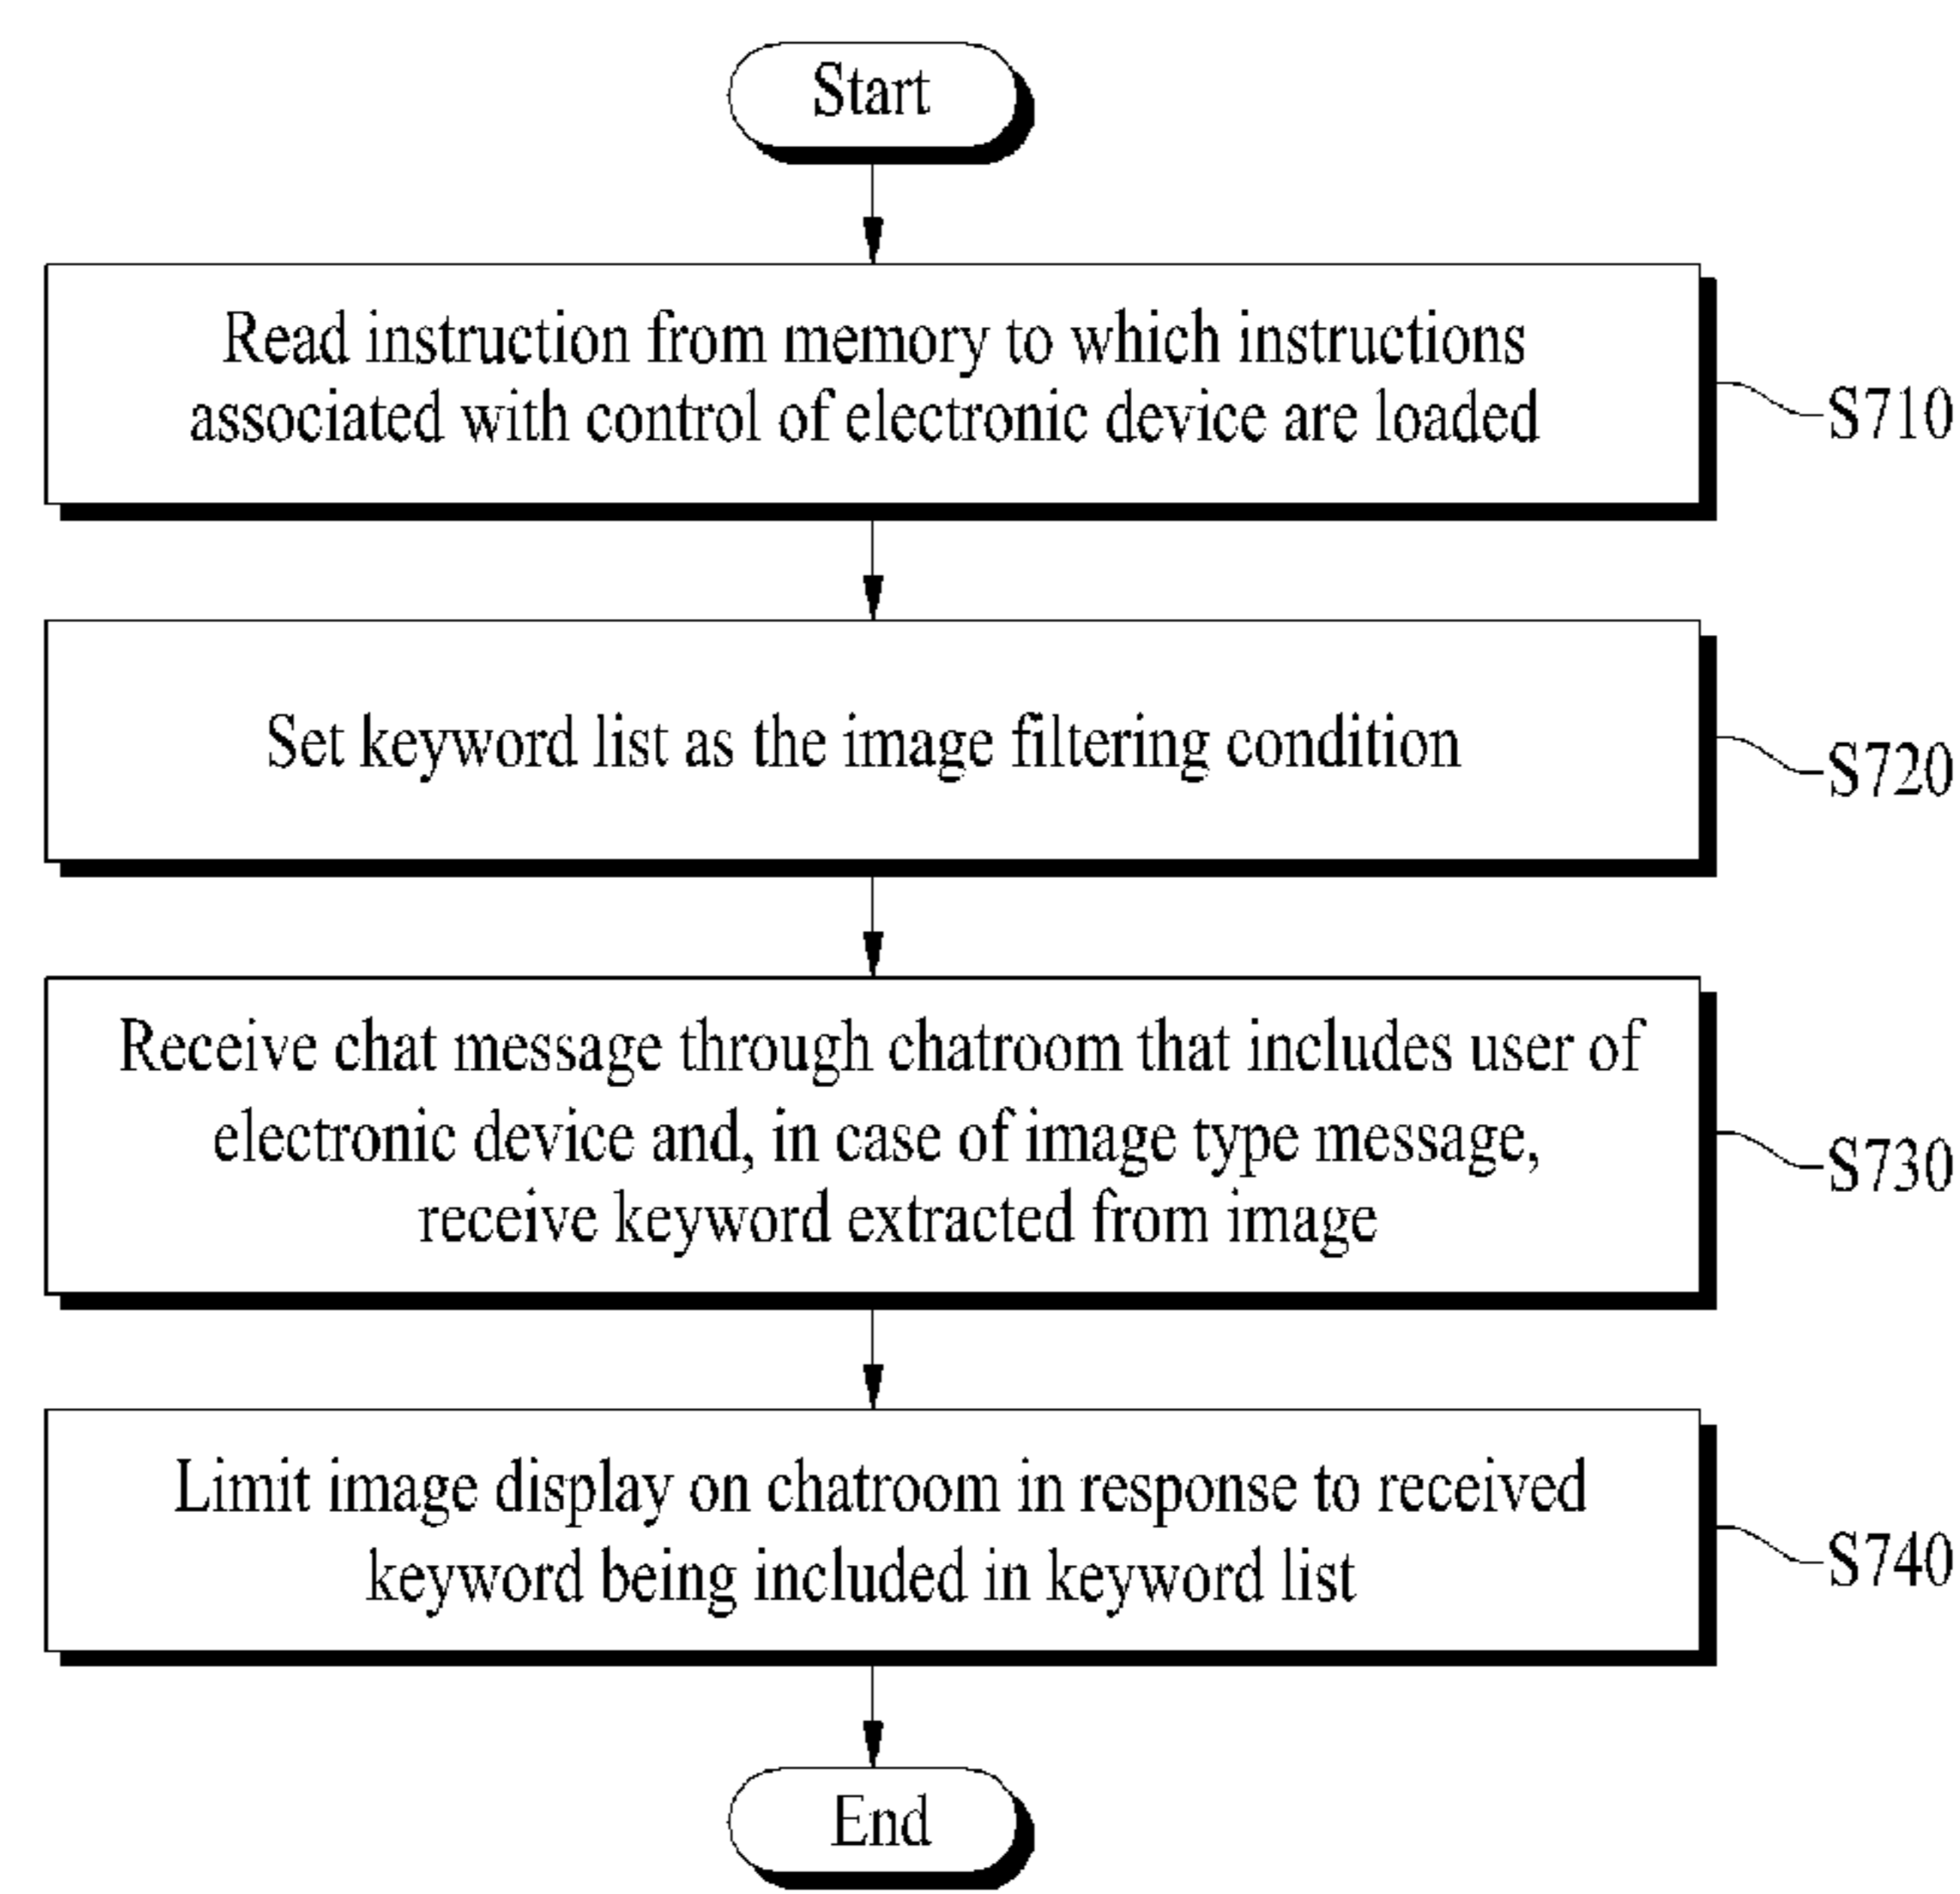 Start
Read instruction from memory to which instructions
associated with control of electronic device are loaded
S710
Set keyword list as the image filtering condition
S720
Receive chat message through chatroom that includes user of
electronic device and, in case of image type message,
receive keyword extracted from image
S730
Limit image display on chatroom in response to received
keyword being included in keyword list
S740
End